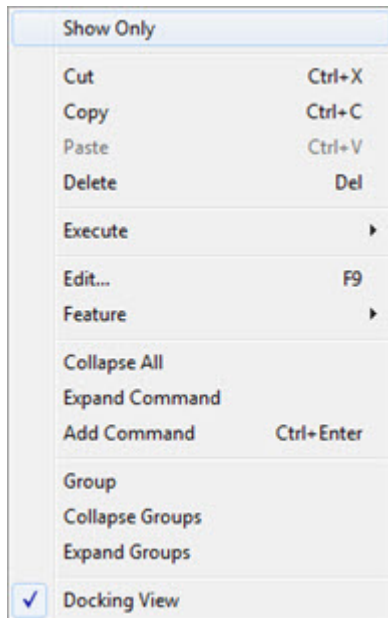 Show Only
Cut Ctrl+X
Copy Ctrl+C
Paste Ctrl+V
Delete Del
Execute
Edit... F9
Feature
Collapse All
Expand Command
Add Command Ctrl+Enter
Group
Collapse Groups
Expand Groups
Docking View